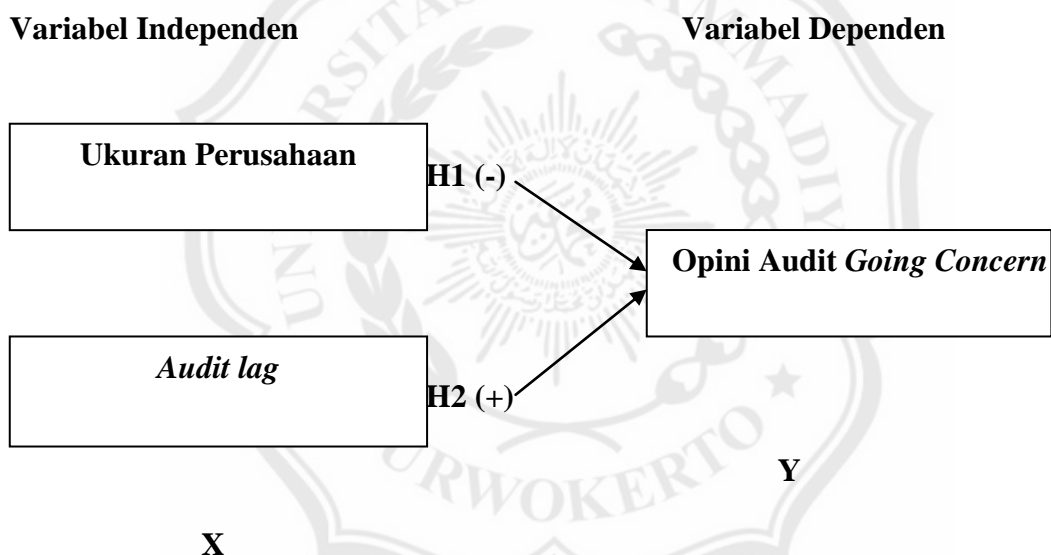 Variabel Independen
Variabel Dependen
Ukuran Perusahaan
H1 (-)
Opini Audit Going Concern
Audit lag
H2 (+)
Y
X